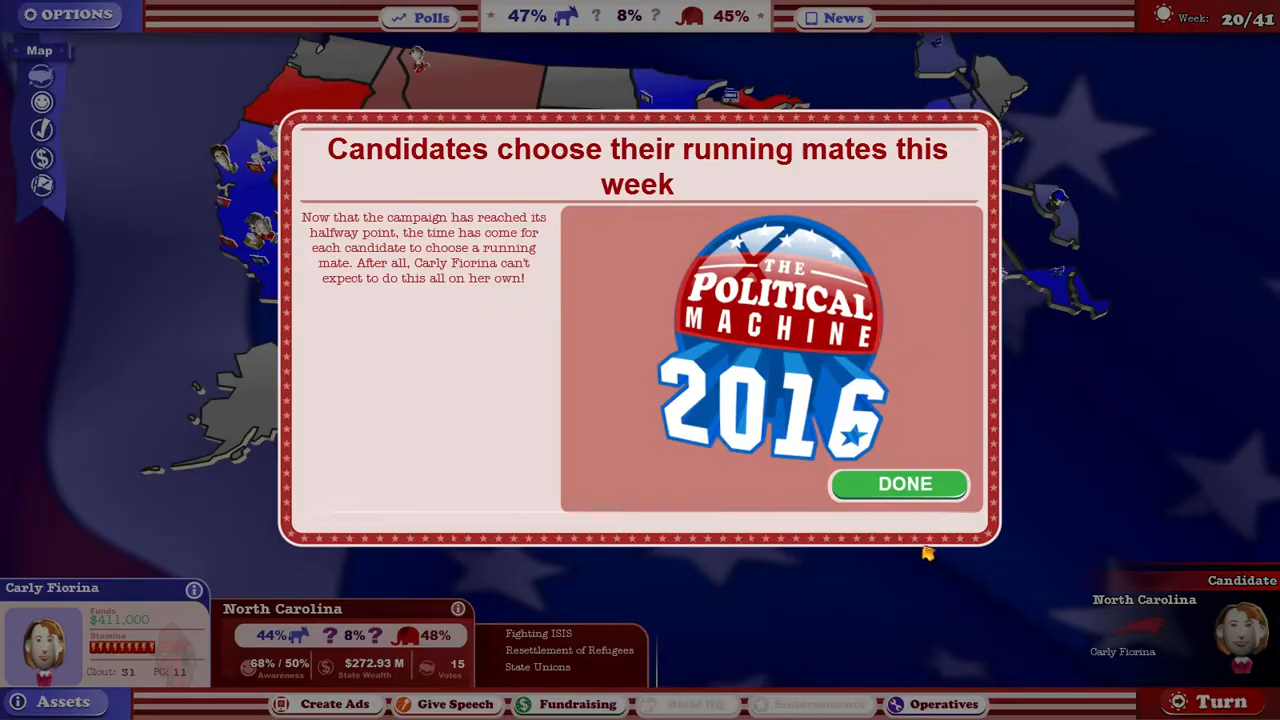 OPTIONS
Polls
47% ? 8% ? 45%
News
Week: 20/41
Map
Candidates choose their running mates this
week
Now that the campaign has reached its
halfway point, the time has come for
each candidate to choose a running
mate. After all, Carly Fiorina can't
expect to do this all on her own!
THE
POLITICAL
MACHINE
2016
DONE
Carly Fiorina
Funds
$411,000
Stamina
Clout: 31 PG: 11
North Carolina
44% ? 8% ? 48%
68% / 50%
Awareness
$272.93 M
State Wealth
15
Votes
Fighting ISIS
Resettlement of Refugees
State Unions
Candidate
North Carolina
Carly Fiorina
Assets
Create Ads
Give Speech
Fundraising
Build HQ
Endorsements
Operatives
Turn